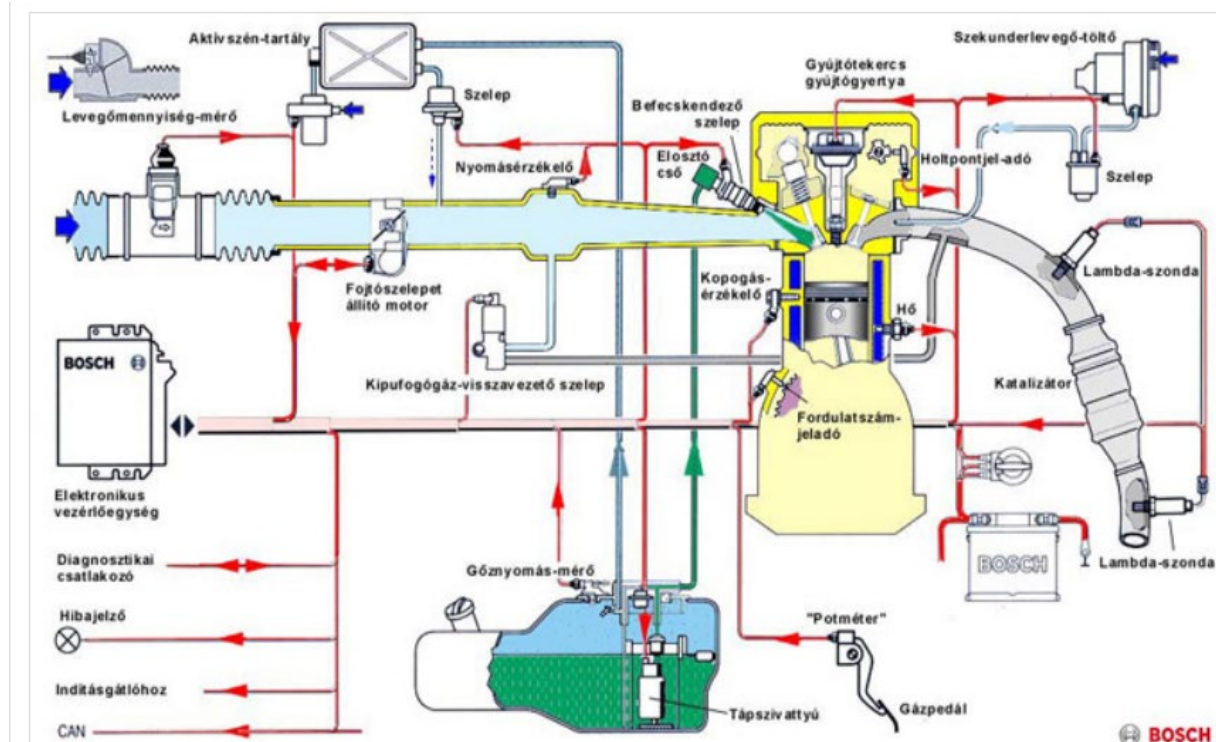 Aktívszén-tartály
Szekunderlevegő-töltő
Gyújtótekercs
gyújtógyertya
Levegőmennyiség-mérő
Szelep
Befecskendező
szelep
Nyomásérzékelő
Elosztó
cső
Holtpontjel-adó
Szelep
Fojtószelepet
állító motor
Kopogás-
érzékelő
Hő
Lambda-szonda
BOSCH
Kipufogógáz-visszavezető szelep
Katalizátor
Fordulatszám-
jeladó
Elektronikus
vezérlőegység
Diagnosztikai
csatlakozó
Gőznyomás-mérő
BOSCH
Lambda-szonda
Hibajelző
"Potméter"
Indításgátlóhoz
Tápszivattyú
Gázpedál
CAN
BOSCH